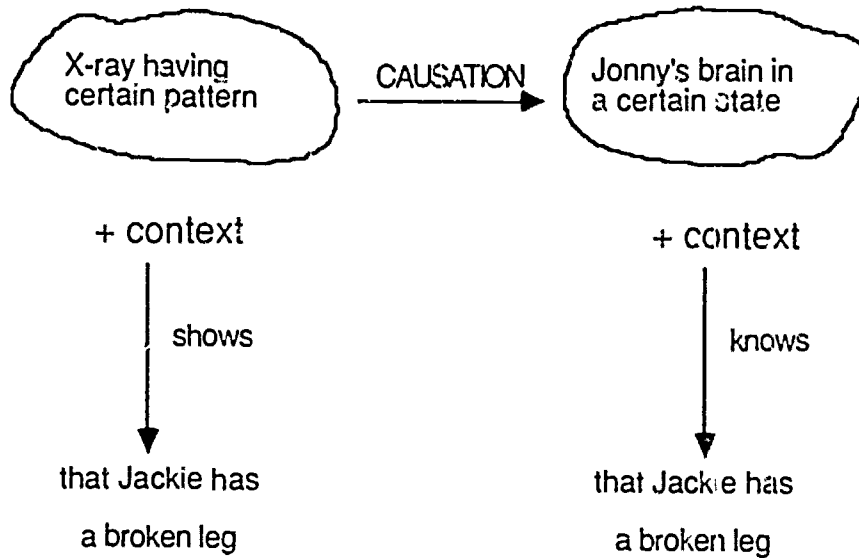 X-ray having
certain pattern
CAUSATION
Jonny's brain in
a certain state
+ context
+ context
shows
knows
that Jackie has
a broken leg
that Jackie has
a broken leg